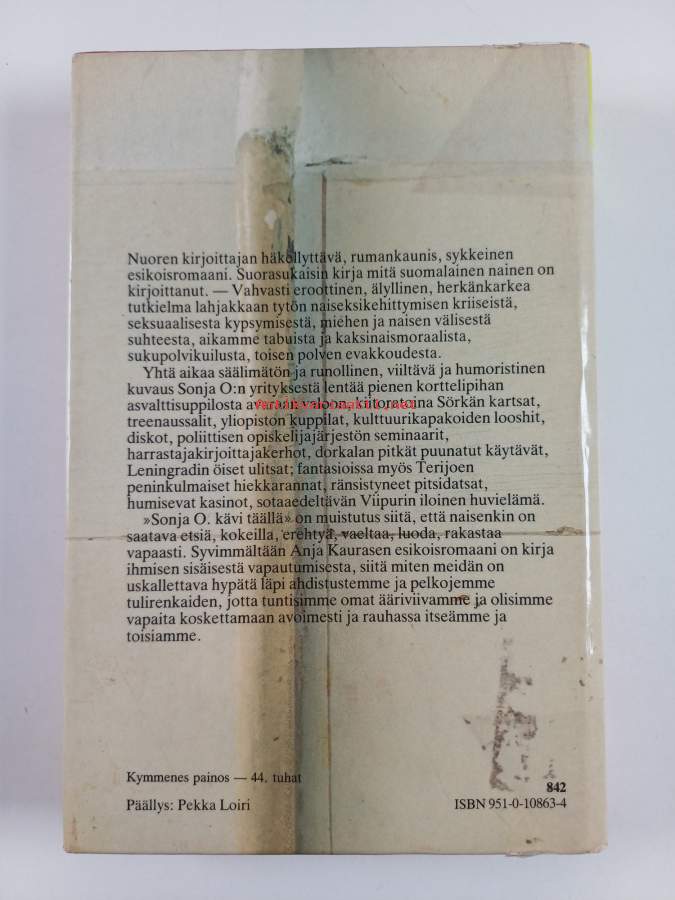 Nuoren kirjoittajan häkellyttävä, rumankaunis, sykkeinen
esikoisromaani. Suorasukaisin kirja mitä suomalainen nainen on
kirjoittanut. — Vahvasti eroottinen, älyllinen, herkänkarkea
tutkielma lahjakkaan tytön naiseksikehittymisen kriiseistä,
seksuaalisesta kypsymisestä, miehen ja naisen välisestä
suhteesta, aikamme tabuista ja kaksinaismoraalista,
sukupolvikuilusta, toisen polven evakkoudesta.
Yhtä aikaa säälimätön ja runollinen, viiltävä ja humoristinen
kuvaus Sonja O:n yrityksestä lentää pienen korttelipihan
asvalttisuppilosta avaraan valoon, kiitoratoina Sörkän kartsat,
treenaussalit, yliopiston kuppilat, kulttuurikapakoiden looshit,
diskot, poliittisen opiskelijajärjestön seminaarit,
harrastajakirjoittajakerhot, dorkalan pitkät puunatut käytävät,
Leningradin öiset ulitsat; fantasioissa myös Terijoen
peninkulmaiset hiekkarannat, ränsistyneet pitsidatsat,
humisevat kasinot, sotaaedeltävän Viipurin iloinen huvielämä.
»Sonja O. kävi täällä» on muistutus siitä, että naisenkin on
saatava etsiä, kokeilla, erehtyä, vaeltaa, luoda, rakastaa
vapaasti. Syvimmältään Anja Kaurasen esikoisromaani on kirja
ihmisen sisäisestä vapautumisesta, siitä miten meidän on
uskallettava hypätä läpi ahdistustemme ja pelkojemme
tulirenkaiden, jotta tuntisimme omat ääriviivamme ja olisimme
vapaita koskettamaan avoimesti ja rauhassa itseämme ja
toisiamme.
Kymmenes painos — 44. tuhat
842
Päällys: Pekka Loiri
ISBN 951-0-10863-4